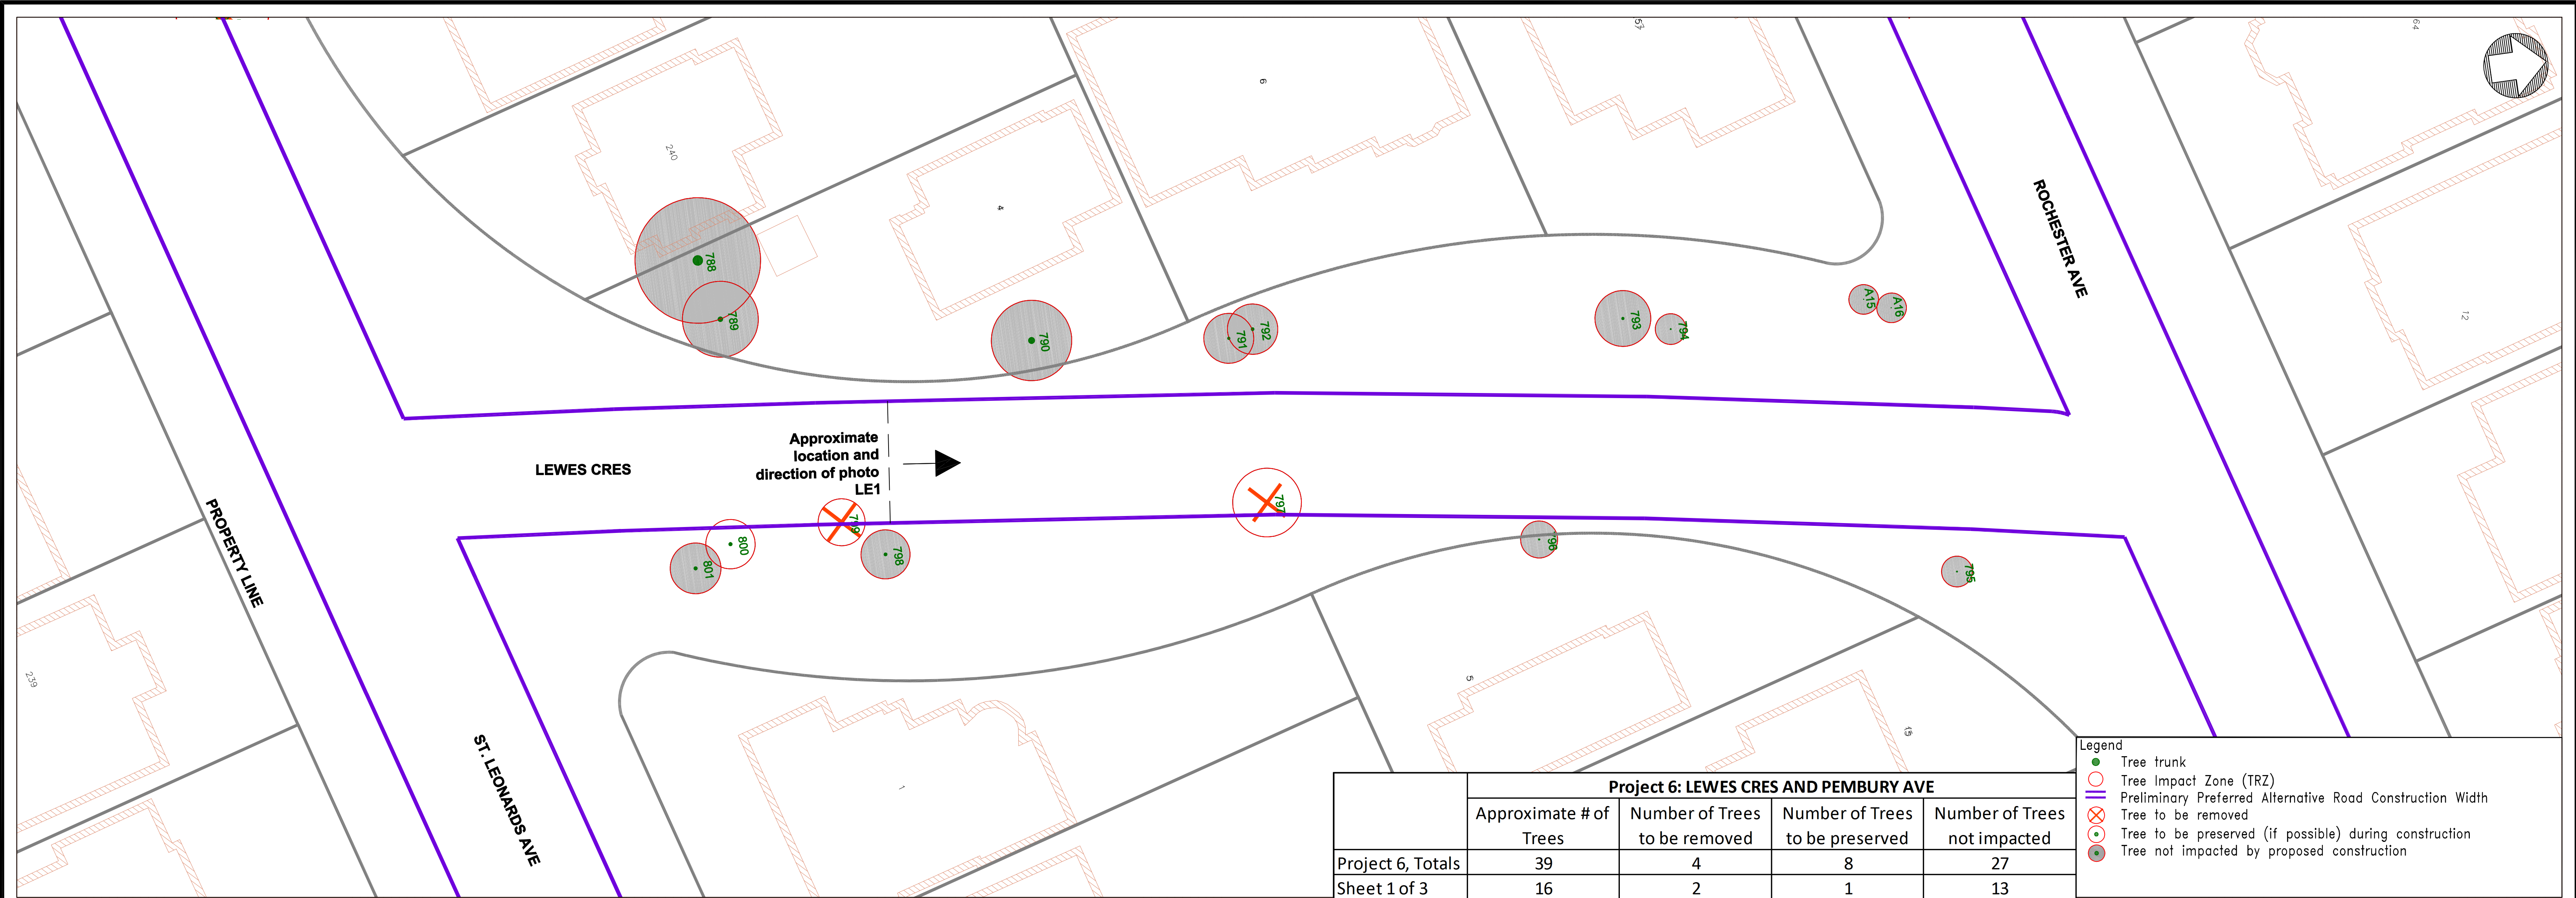 57
64
6
240
4
12
ROCHESTER AVE
788
789
790
791
792
793
794
A15
A16
Approximate
location and
direction of photo
LE1
LEWES CRES
797
799
800
801
798
796
795
PROPERTY LINE
ST. LEONARDS AVE
239
1
5
15
Legend
Tree trunk
Tree Impact Zone (TRZ)
Preliminary Preferred Alternative Road Construction Width
Tree to be removed
Tree to be preserved (if possible) during construction
Tree not impacted by proposed construction
Project 6: LEWES CRES AND PEMBURY AVE
Approximate # of Trees
Number of Trees to be removed
Number of Trees to be preserved
Number of Trees not impacted
Project 6, Totals 39 4 8 27
Sheet 1 of 3 16 2 1 13